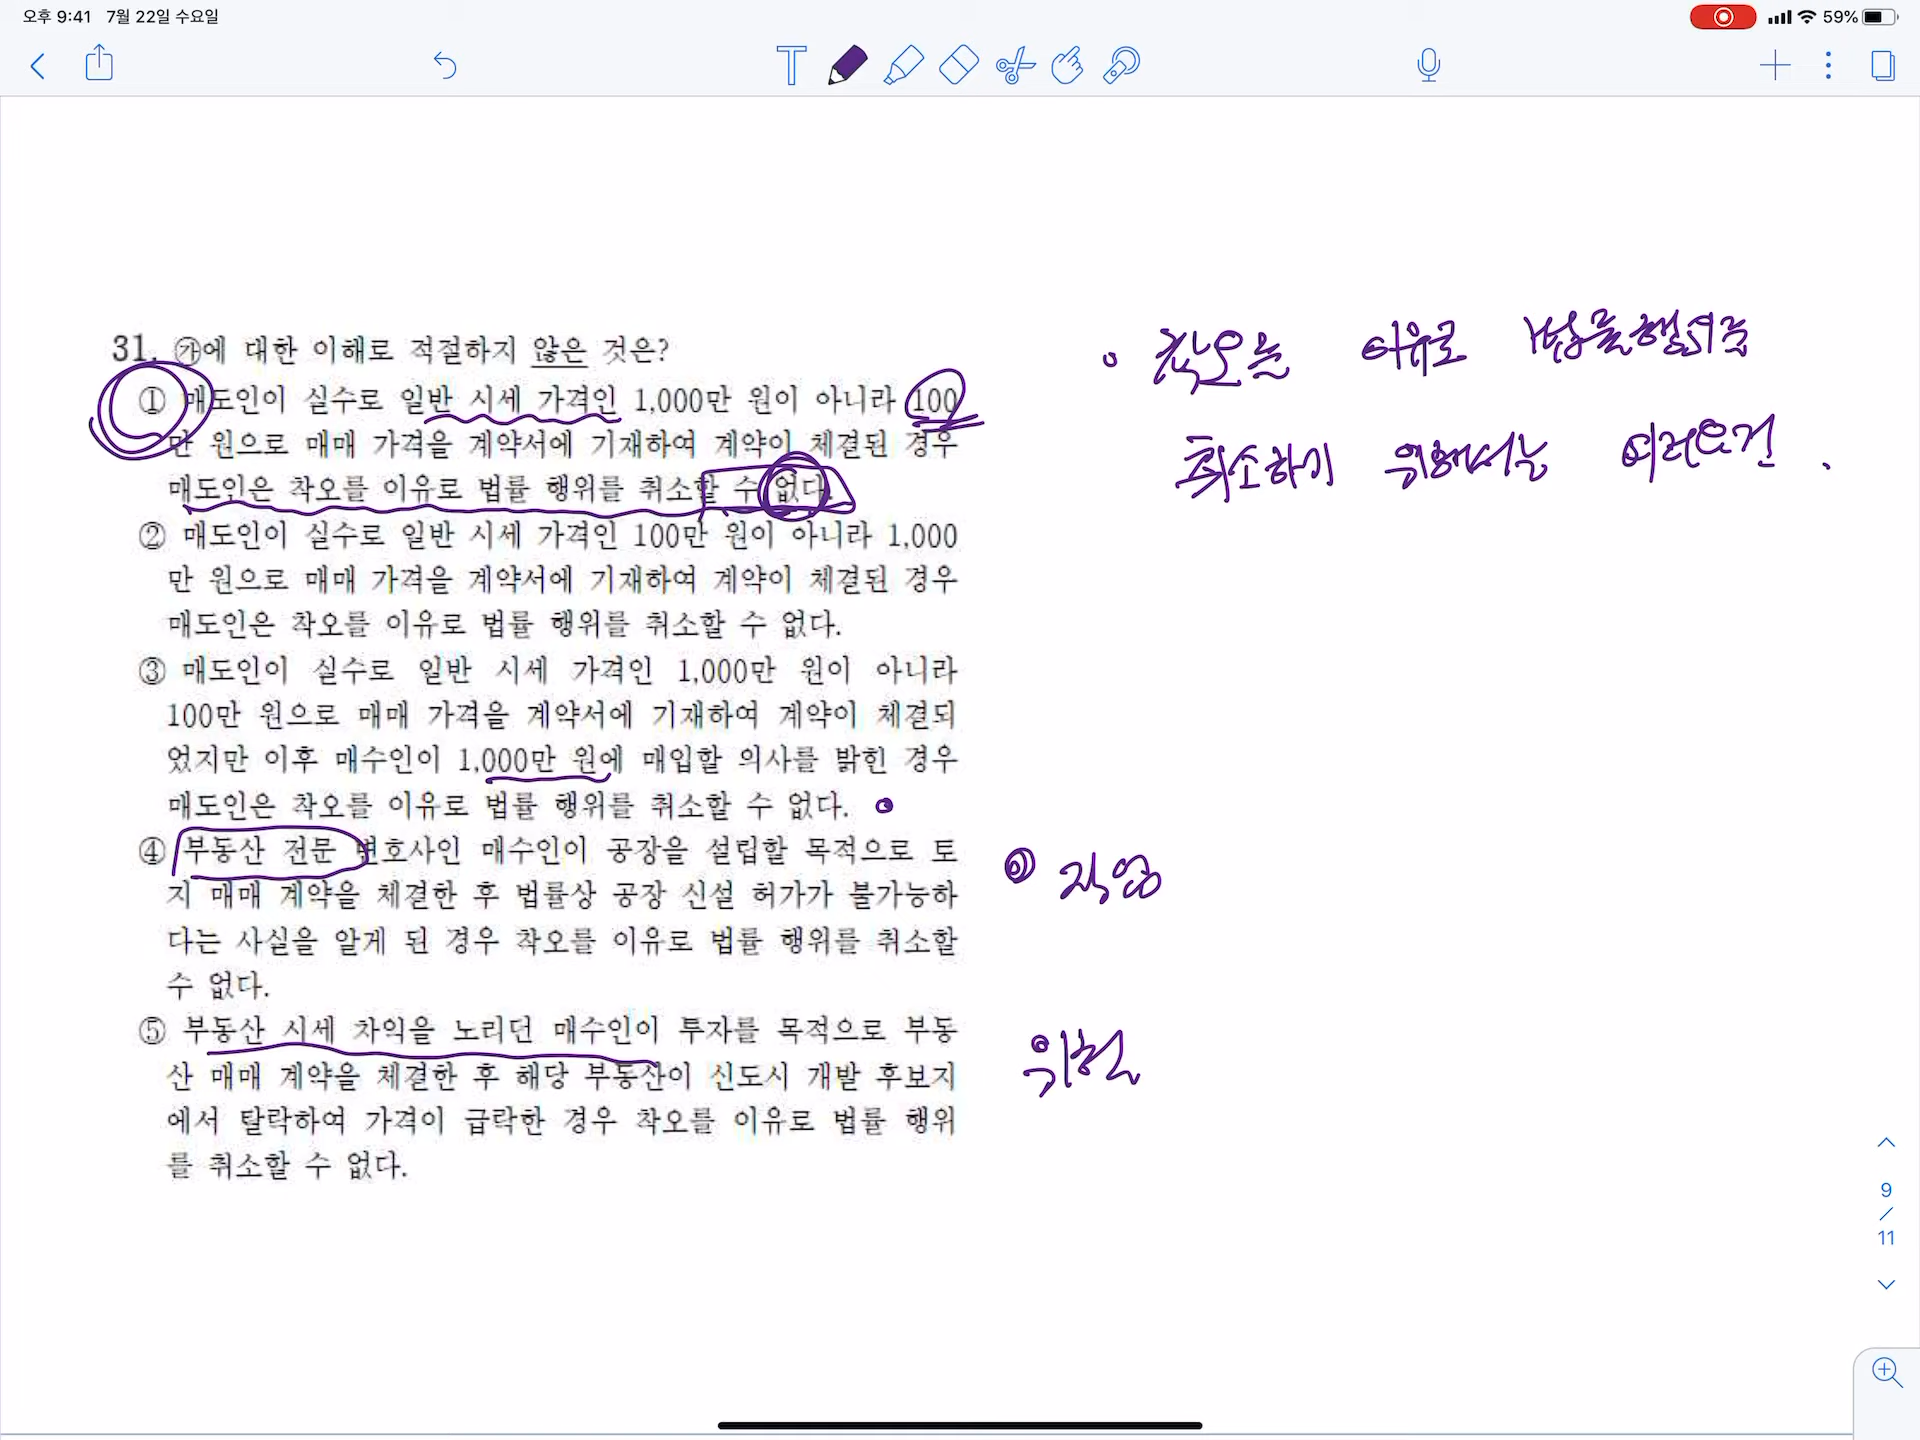 오후 9:41 7월 22일 수요일
59%
31. ㉮에 대한 이해로 적절하지 않은 것은?
① 매도인이 실수로 일반 시세 가격인 1,000만 원이 아니라 100
만 원으로 매매 가격을 계약서에 기재하여 계약이 체결된 경우
매도인은 착오를 이유로 법률 행위를 취소할 수 없다.
② 매도인이 실수로 일반 시세 가격인 100만 원이 아니라 1,000
만 원으로 매매 가격을 계약서에 기재하여 계약이 체결된 경우
매도인은 착오를 이유로 법률 행위를 취소할 수 없다.
③ 매도인이 실수로 일반 시세 가격인 1,000만 원이 아니라
100만 원으로 매매 가격을 계약서에 기재하여 계약이 체결되
었지만 이후 매수인이 1,000만 원에 매입할 의사를 밝힌 경우
매도인은 착오를 이유로 법률 행위를 취소할 수 없다.
④ 부동산 전문 변호사인 매수인이 공장을 설립할 목적으로 토
지 매매 계약을 체결한 후 법률상 공장 신설 허가가 불가능하
다는 사실을 알게 된 경우 착오를 이유로 법률 행위를 취소할
수 없다.
⑤ 부동산 시세 차익을 노리던 매수인이 투자를 목적으로 부동
산 매매 계약을 체결한 후 해당 부동산이 신도시 개발 후보지
에서 탈락하여 가격이 급락한 경우 착오를 이유로 법률 행위
를 취소할 수 없다.
착오를 이유로 법률행위를
취소하기 위해서는 여러요건.
직업
위험
9
/
11